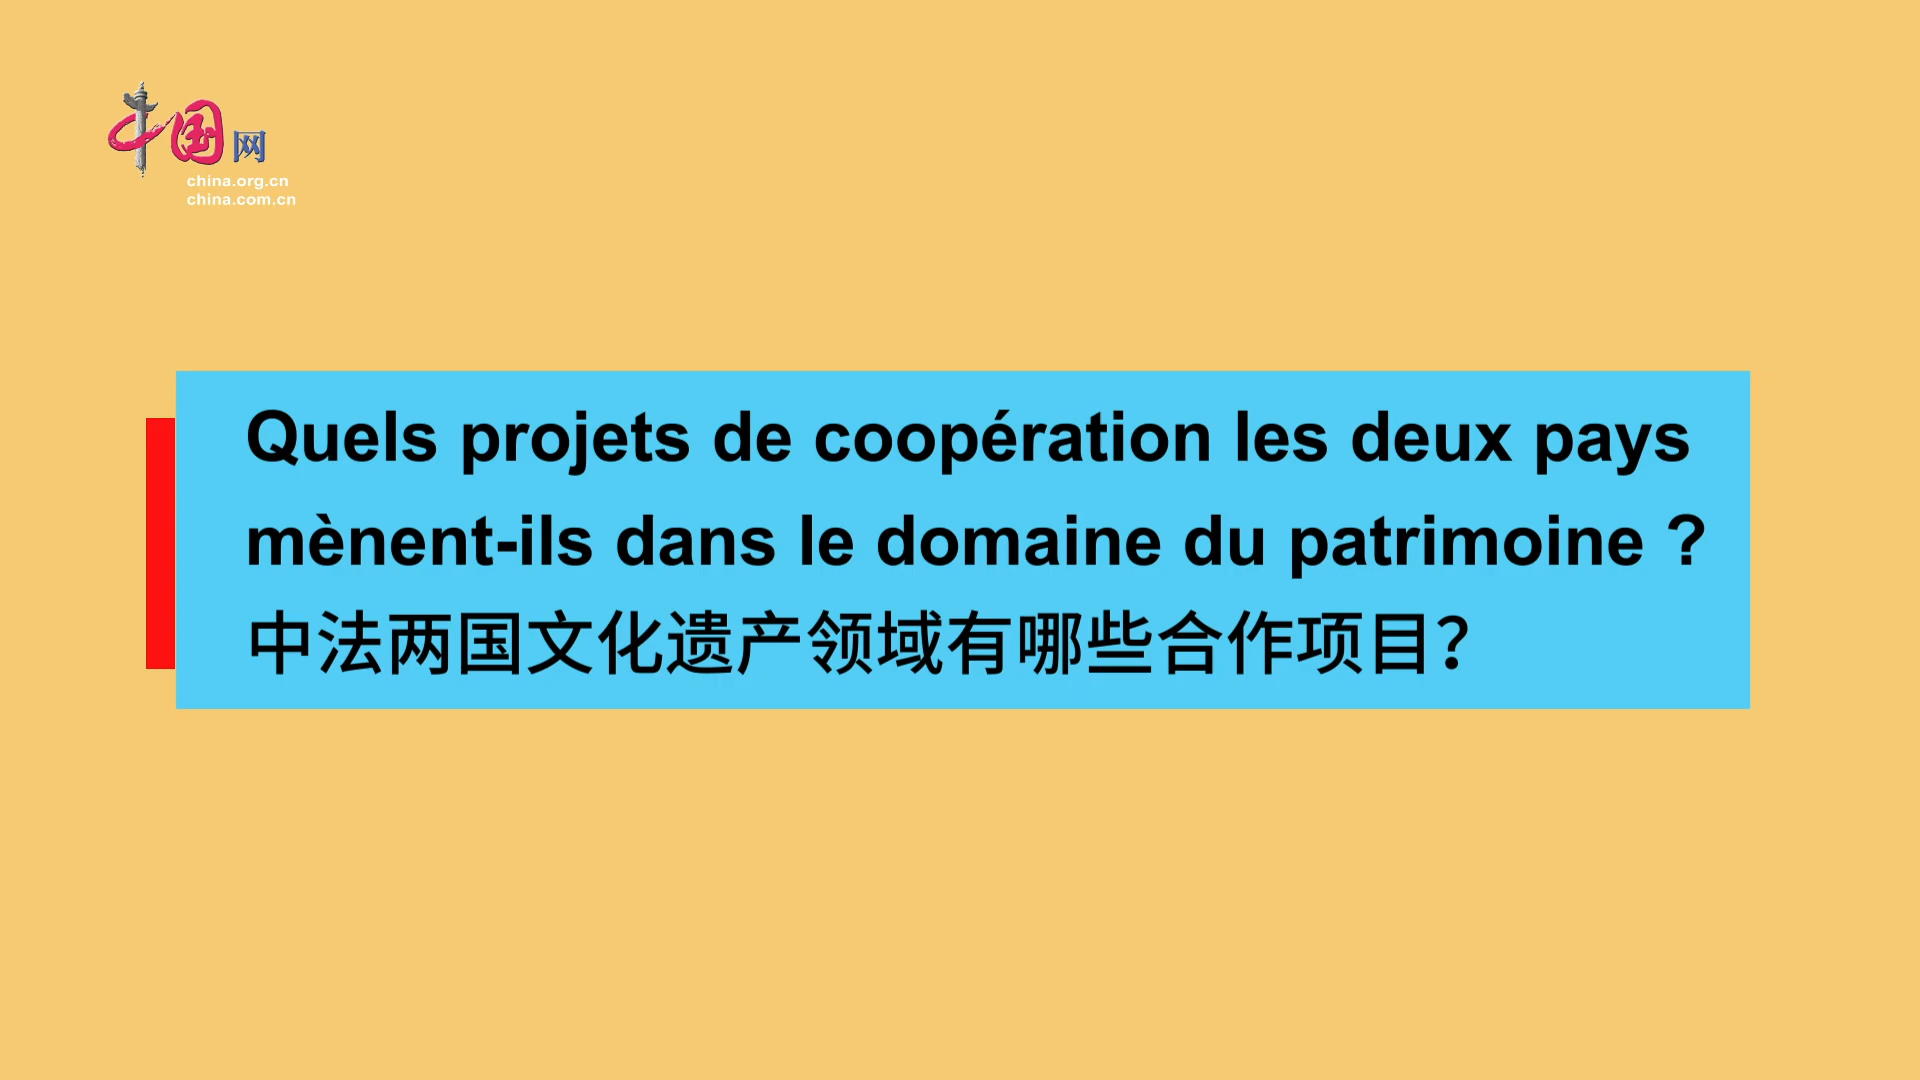 中国网
china.org.cn
china.com.cn
Quels projets de coopération les deux pays
mènent-ils dans le domaine du patrimoine ?
中法两国文化遗产领域有哪些合作项目？